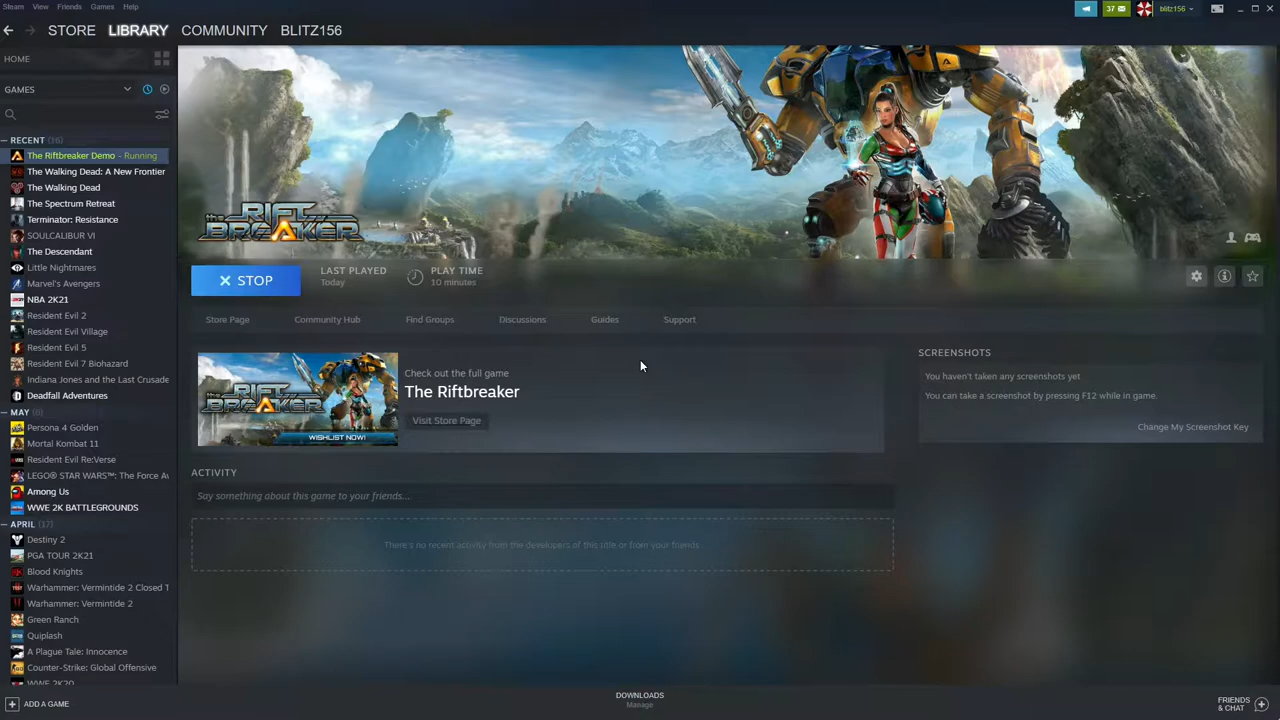 Steam View Friends Games Help
37 blitz156
STORE LIBRARY COMMUNITY BLITZ156
HOME
GAMES
RECENT (16)
The Riftbreaker Demo - Running
The Walking Dead: A New Frontier
The Walking Dead
The Spectrum Retreat
Terminator: Resistance
SOULCALIBUR VI
The Descendant
Little Nightmares
Marvel's Avengers
NBA 2K21
Resident Evil 2
Resident Evil Village
Resident Evil 5
Resident Evil 7 Biohazard
Indiana Jones and the Last Crusade
Deadfall Adventures
MAY (6)
Persona 4 Golden
Mortal Kombat 11
Resident Evil Re:Verse
LEGO® STAR WARS™: The Force Av
Among Us
WWE 2K BATTLEGROUNDS
APRIL (17)
Destiny 2
PGA TOUR 2K21
Blood Knights
Warhammer: Vermintide 2 Closed T
Warhammer: Vermintide 2
Green Ranch
Quiplash
A Plague Tale: Innocence
Counter-Strike: Global Offensive
WWE 2K20
ADD A GAME
the RIFT
BREAKER
STOP
LAST PLAYED
Today
PLAY TIME
10 minutes
Store Page Community Hub Find Groups Discussions Guides Support
the RIFT
BREAKER
WISHLIST NOW!
Check out the full game
The Riftbreaker
Visit Store Page
ACTIVITY
Say something about this game to your friends...
There's no recent activity from the developers of this title or from your friends
SCREENSHOTS
You haven't taken any screenshots yet
You can take a screenshot by pressing F12 while in game.
Change My Screenshot Key
DOWNLOADS
Manage
FRIENDS
& CHAT